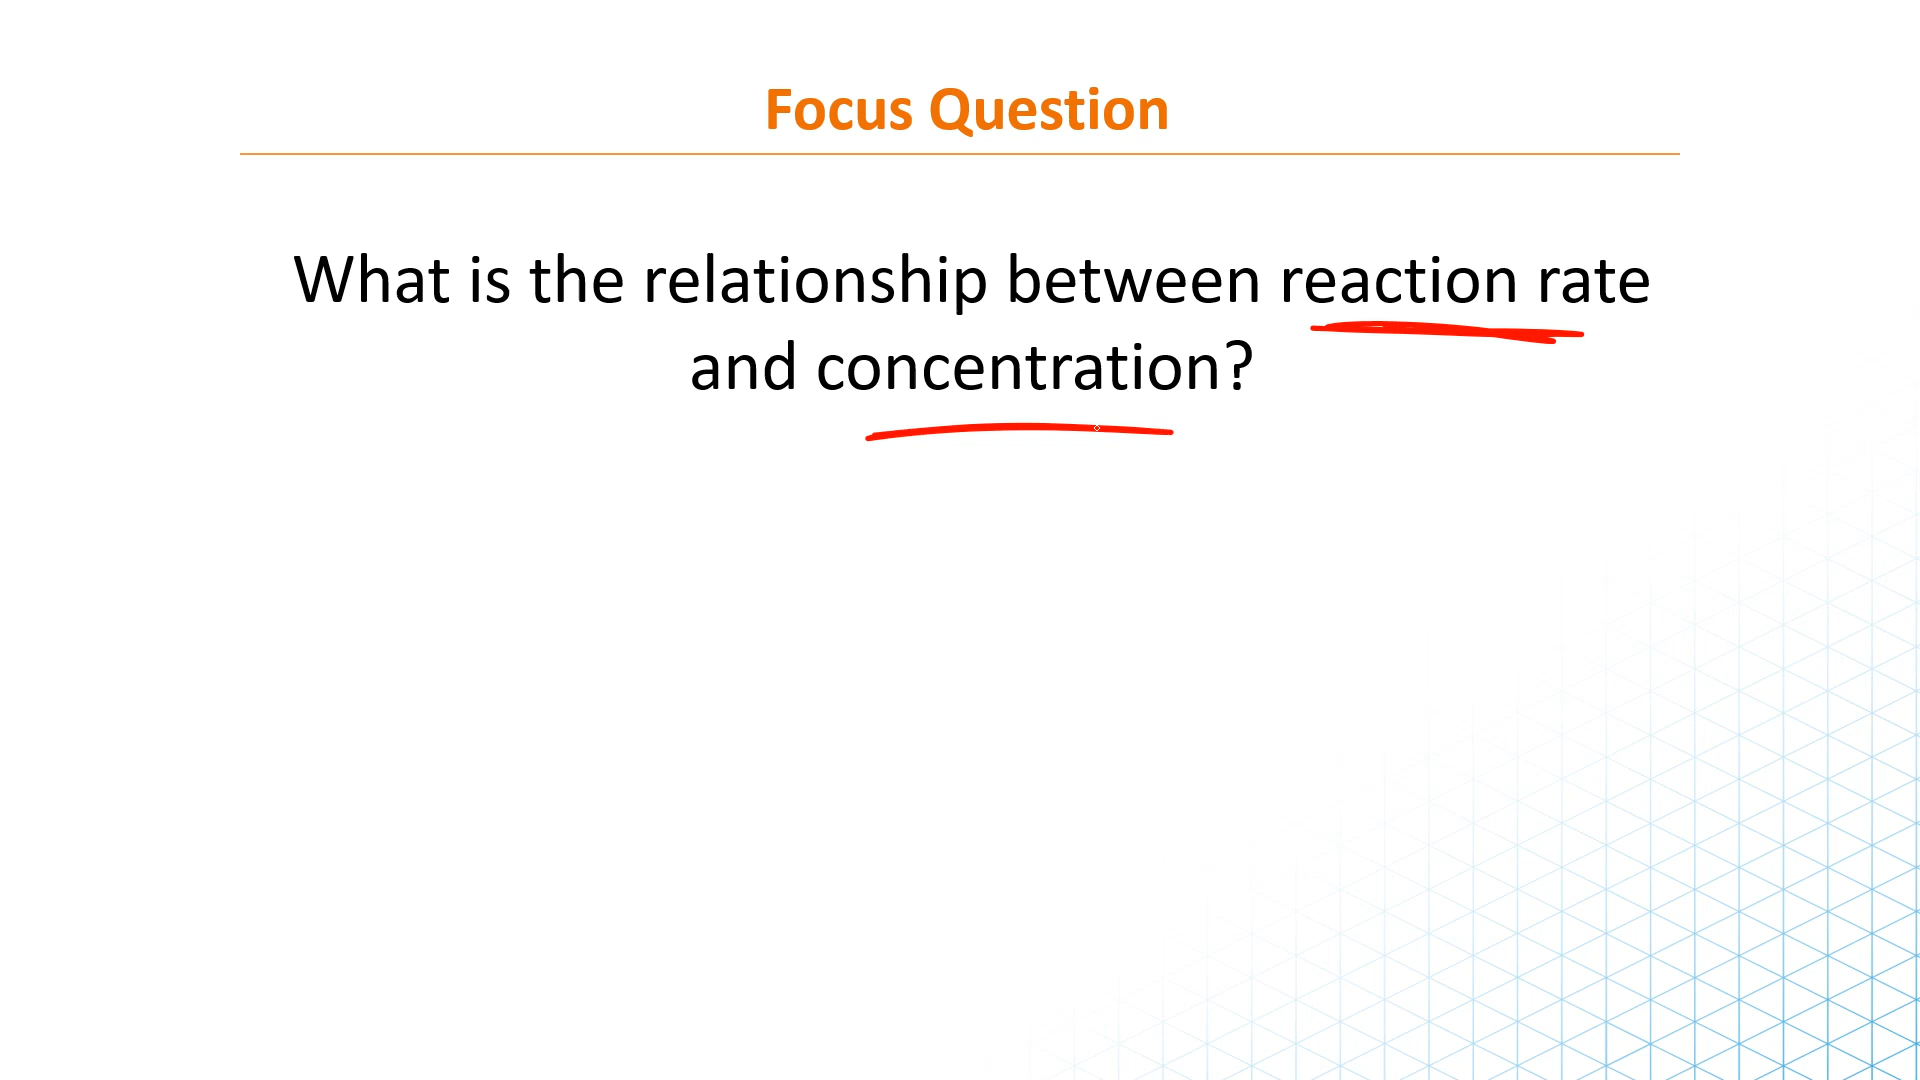 Focus Question
What is the relationship between reaction rate
and concentration?